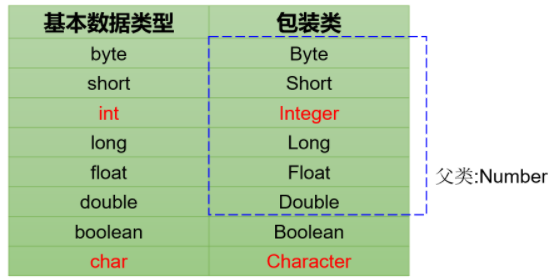 基本数据类型 包装类
byte Byte
short Short
int Integer
long Long
float Float
double Double
boolean Boolean
char Character
父类:Number